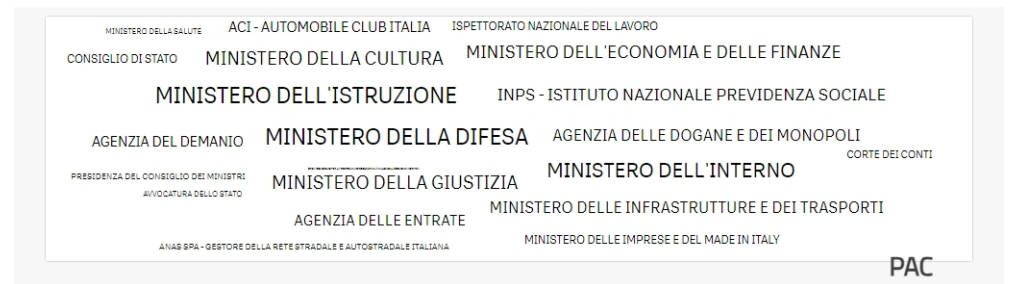 MINISTERO DELLA SALUTE
ACI - AUTOMOBILE CLUB ITALIA
ISPETTORATO NAZIONALE DEL LAVORO
CONSIGLIO DI STATO
MINISTERO DELLA CULTURA
MINISTERO DELL'ECONOMIA E DELLE FINANZE
MINISTERO DELL'ISTRUZIONE
INPS - ISTITUTO NAZIONALE PREVIDENZA SOCIALE
AGENZIA DEL DEMANIO
MINISTERO DELLA DIFESA
AGENZIA DELLE DOGANE E DEI MONOPOLI
CORTE DEI CONTI
PRESIDENZA DEL CONSIGLIO DEI MINISTRI
MINISTERO DELLA GIUSTIZIA
MINISTERO DELL'INTERNO
AVVOCATURA DELLO STATO
AGENZIA DELLE ENTRATE
MINISTERO DELLE INFRASTRUTTURE E DEI TRASPORTI
ANAS SPA - GESTORE DELLA RETE STRADALE E AUTOSTRADALE ITALIANA
MINISTERO DELLE IMPRESE E DEL MADE IN ITALY
PAC